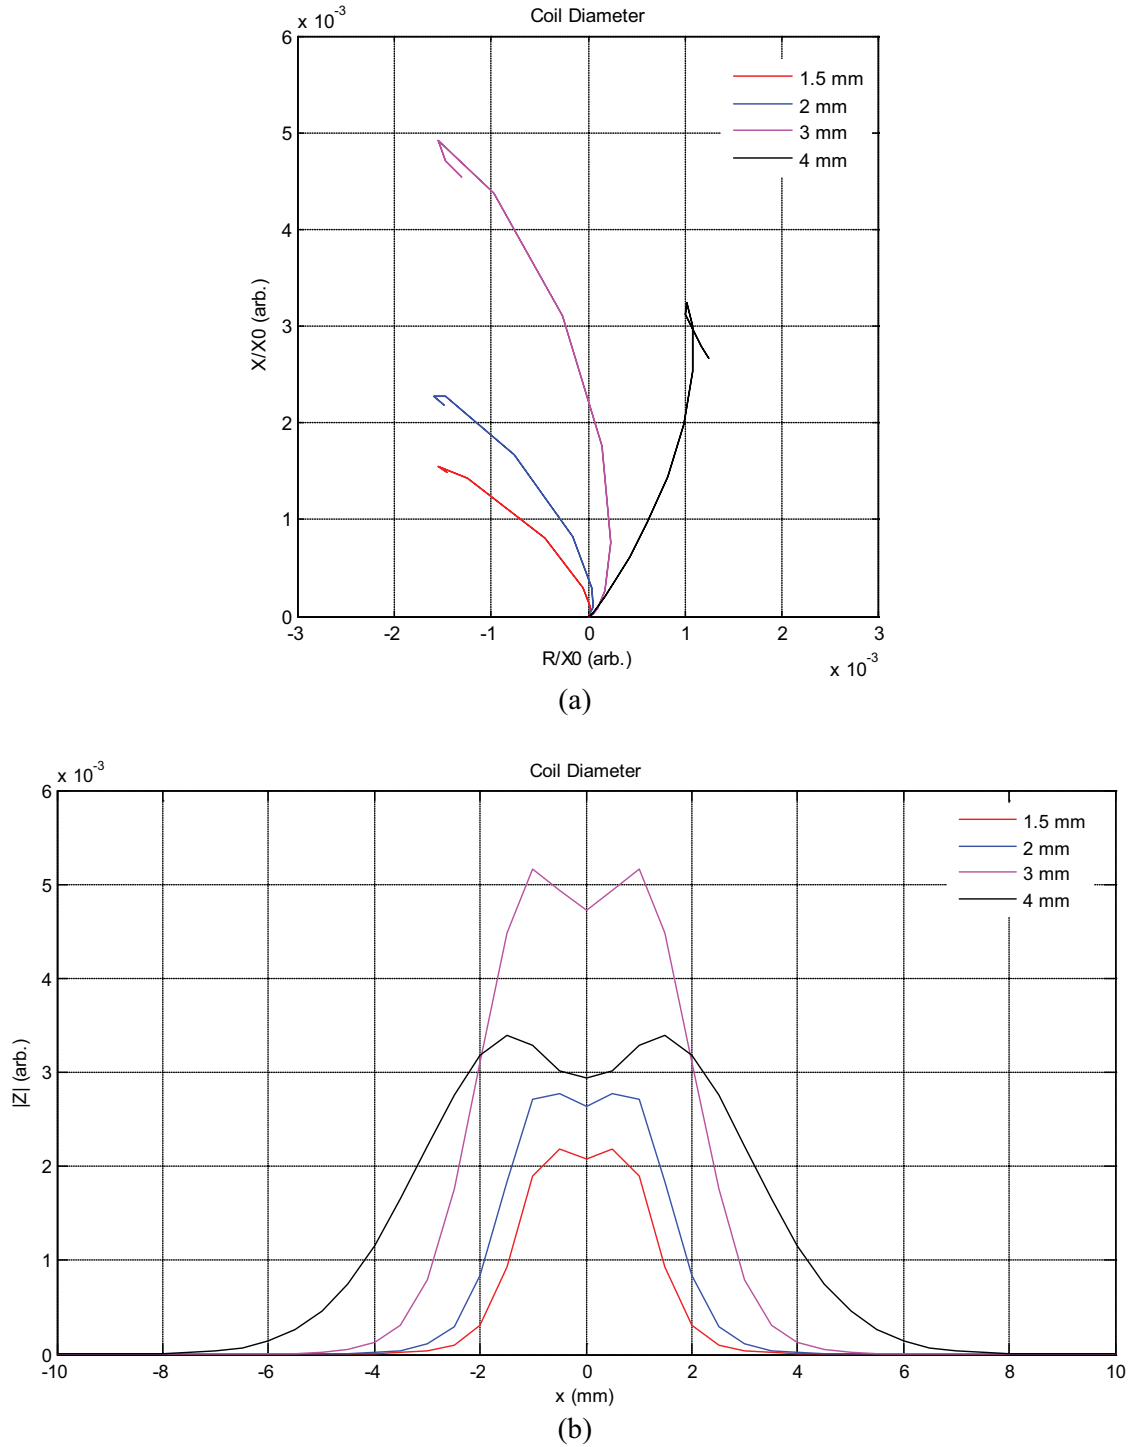 Coil Diameter
x 10-3
6
5
4
3
2
1
0
X/X0 (arb.)
1.5 mm
2 mm
3 mm
4 mm
-3 -2 -1 0 1 2 3
R/X0 (arb.)
x 10-3
(a)
Coil Diameter
x 10-3
6
5
4
3
2
1
0
|Z| (arb.)
1.5 mm
2 mm
3 mm
4 mm
-10 -8 -6 -4 -2 0 2 4 6 8 10
x (mm)
(b)